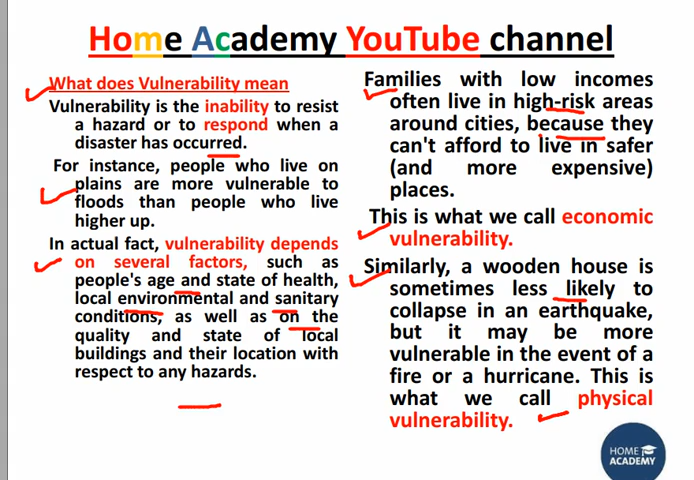 Home Academy YouTube channel
What does Vulnerability mean
Vulnerability is the inability to resist
a hazard or to respond when a
disaster has occurred.
For instance, people who live on
plains are more vulnerable to
floods than people who live
higher up.
In actual fact, vulnerability depends
on several factors, such as
people's age and state of health,
local environmental and sanitary
conditions, as well as on the
quality and state of local
buildings and their location with
respect to any hazards.
Families with low incomes
often live in high-risk areas
around cities, because they
can't afford to live in safer
(and more expensive)
places.
This is what we call economic
vulnerability.
Similarly, a wooden house is
sometimes less likely to
collapse in an earthquake,
but it may be more
vulnerable in the event of a
fire or a hurricane. This is
what we call physical
vulnerability.
HOME
ACADEMY